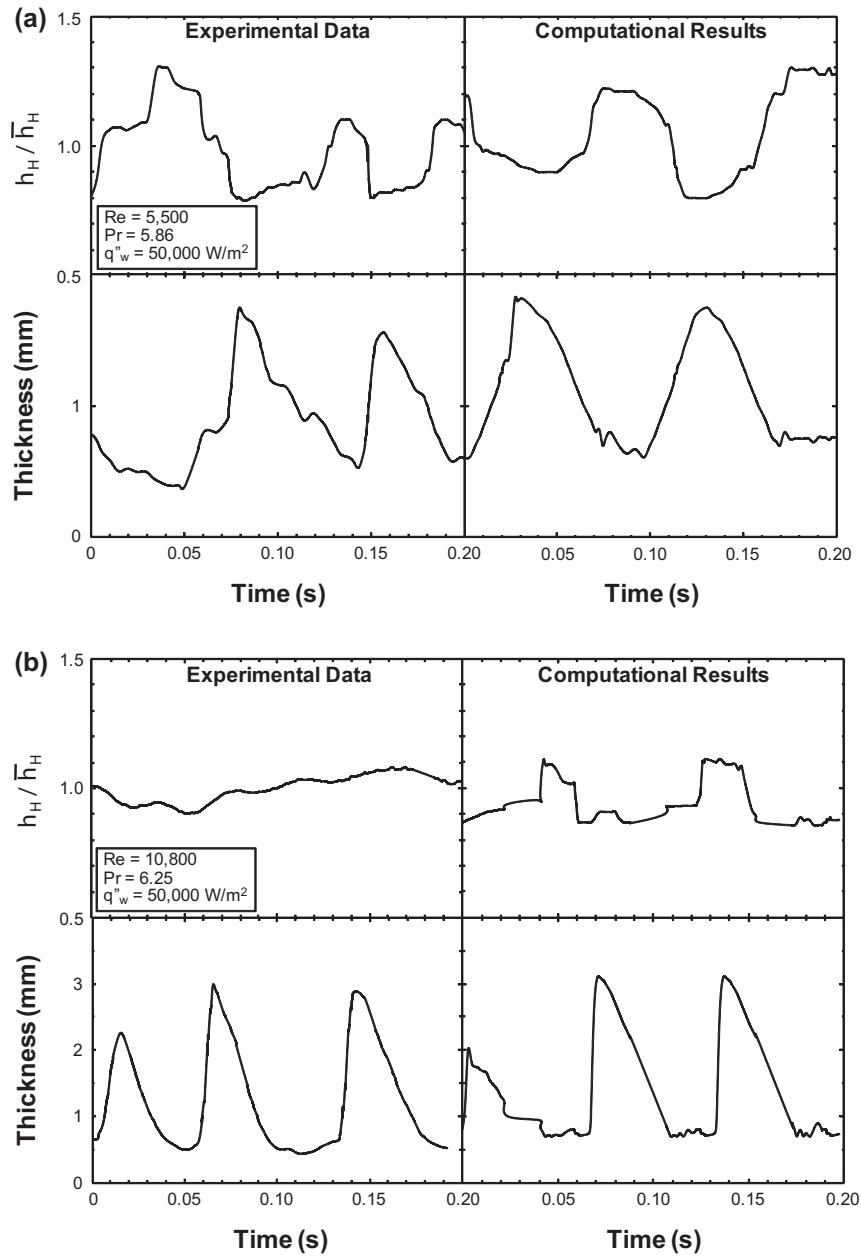 (a)
1.5
Experimental Data
Computational Results
h_H / h̅_H
1.0
Re = 5,500
Pr = 5.86
q"_w = 50,000 W/m²
0.5
Thickness (mm)
1
0
0 0.05 0.10 0.15 0.20 0.05 0.10 0.15 0.20
Time (s) Time (s)
(b)
1.5
Experimental Data
Computational Results
h_H / h̅_H
1.0
Re = 10,800
Pr = 6.25
q"_w = 50,000 W/m²
0.5
Thickness (mm)
3
2
1
0
0 0.05 0.10 0.15 0.20 0.05 0.10 0.15 0.20
Time (s) Time (s)